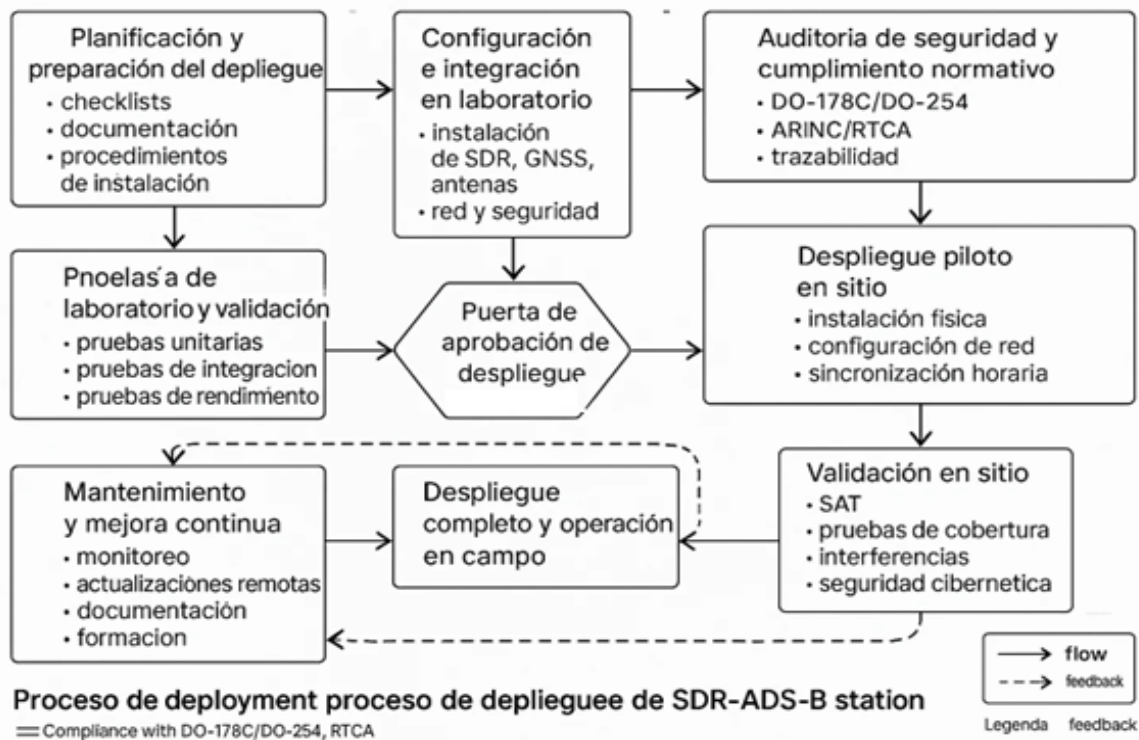 Planificación y
preparación del depliegue
• checklists
• documentación
• procedimientos
de instalación
Configuración
e integración
en laboratorio
• instalación
de SDR, GNSS,
antenas
• red y seguridad
Auditoria de seguridad y
cumplimiento normativo
• DO-178C/DO-254
• ARINC/RTCA
• trazabilidad
Pnoelas´a de
laboratorio y validación
• pruebas unitarias
• pruebas de integracion
• pruebas de rendimiento
Puerta de
aprobación de
despliegue
Despliegue piloto
en sitio
• instalación fisica
• configuración de red
• sincronización horaria
Mantenimiento
y mejora continua
• monitoreo
• actualizaciónes remotas
• documentación
• formacion
Despliegue
completo y operación
en campo
Validación en sitio
• SAT
• pruebas de cobertura
• interferencias
• seguridad cibernetica
flow
feedback
Legenda feedback
Proceso de deployment proceso de deplieguee de SDR-ADS-B station
Compliance with DO-178C/DO-254, RTCA